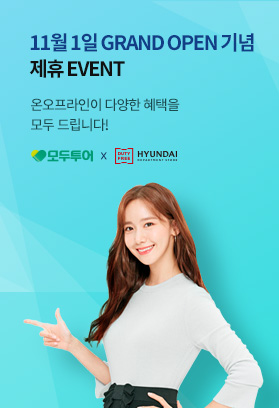 11월 1일 GRAND OPEN 기념
제휴 EVENT
온오프라인이 다양한 혜택을
모두 드립니다!
모두투어 X DUTY FREE HYUNDAI
DEPARTMENT STORE